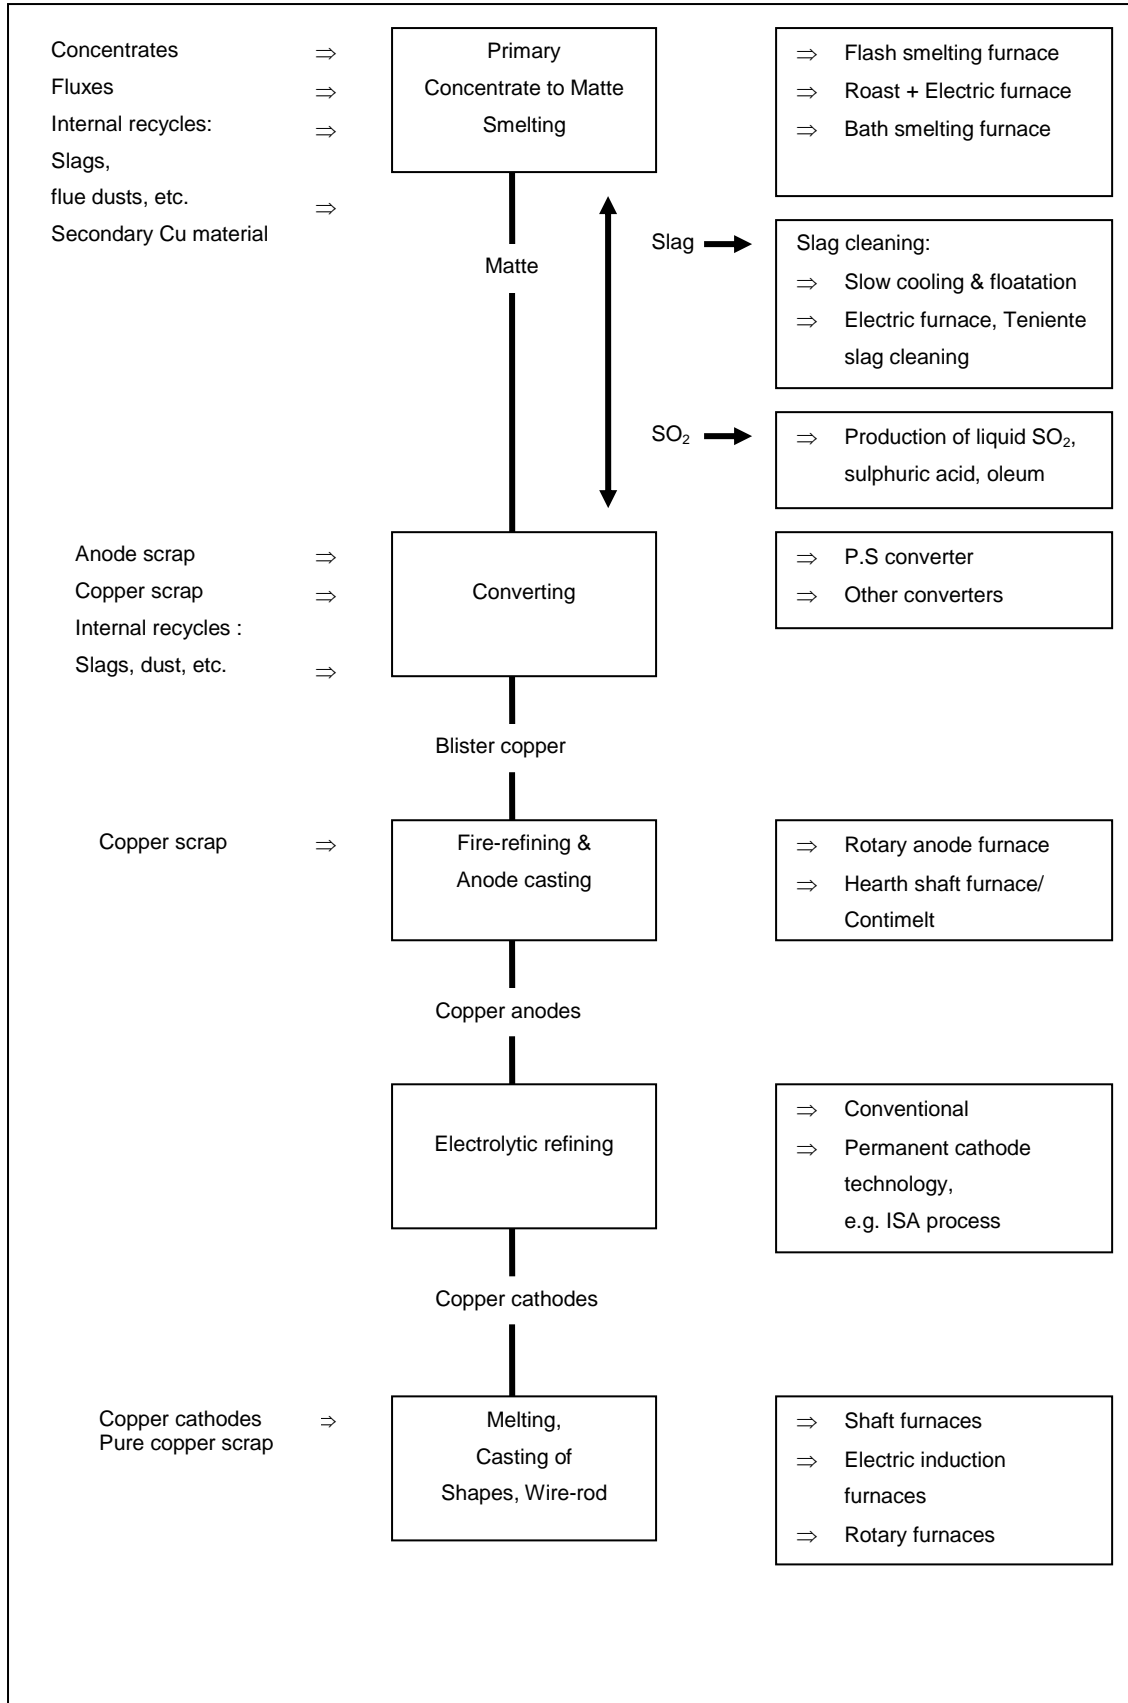 Concentrates ⇒
Fluxes ⇒
Internal recycles: ⇒
Slags,
flue dusts, etc. ⇒
Secondary Cu material
Primary
Concentrate to Matte
Smelting
⇒ Flash smelting furnace
⇒ Roast + Electric furnace
⇒ Bath smelting furnace
Matte
Slag
Slag cleaning:
⇒ Slow cooling & floatation
⇒ Electric furnace, Teniente
slag cleaning
SO₂
⇒ Production of liquid SO₂,
sulphuric acid, oleum
Anode scrap ⇒
Copper scrap ⇒
Internal recycles :
Slags, dust, etc. ⇒
Converting
⇒ P.S converter
⇒ Other converters
Blister copper
Copper scrap ⇒
Fire-refining &
Anode casting
⇒ Rotary anode furnace
⇒ Hearth shaft furnace/
Contimelt
Copper anodes
Electrolytic refining
⇒ Conventional
⇒ Permanent cathode
technology,
e.g. ISA process
Copper cathodes
Copper cathodes ⇒
Pure copper scrap
Melting,
Casting of
Shapes, Wire-rod
⇒ Shaft furnaces
⇒ Electric induction
furnaces
⇒ Rotary furnaces